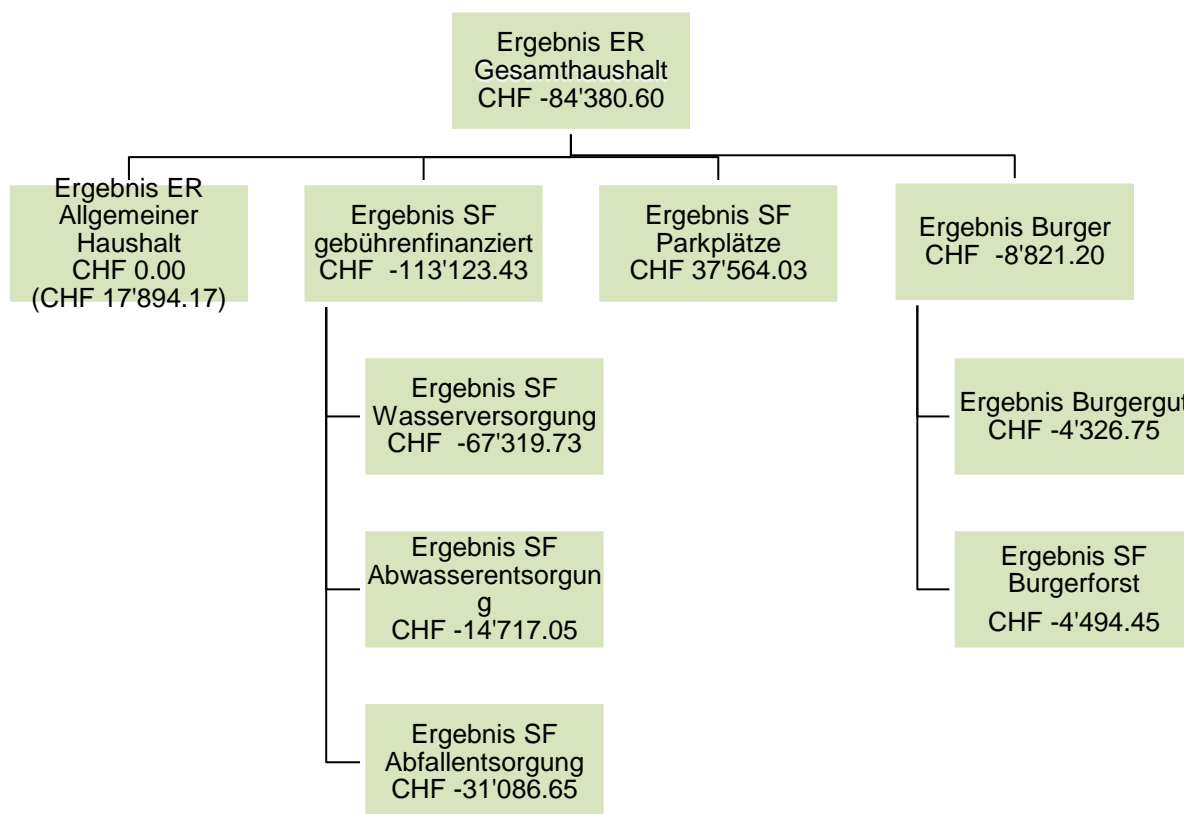 Ergebnis ER
Gesamthaushalt
CHF -84'380.60
Ergebnis ER
Allgemeiner
Haushalt
CHF 0.00
(CHF 17'894.17)
Ergebnis SF
gebührenfinanziert
CHF  -113'123.43
Ergebnis SF
Parkplätze
CHF 37'564.03
Ergebnis Burger
CHF  -8'821.20
Ergebnis SF
Wasserversorgung
CHF  -67'319.73
Ergebnis SF
Abwasserentsorgun
g
CHF -14'717.05
Ergebnis SF
Abfallentsorgung
CHF -31'086.65
Ergebnis Burgergut
CHF -4'326.75
Ergebnis SF
Burgerforst
CHF -4'494.45